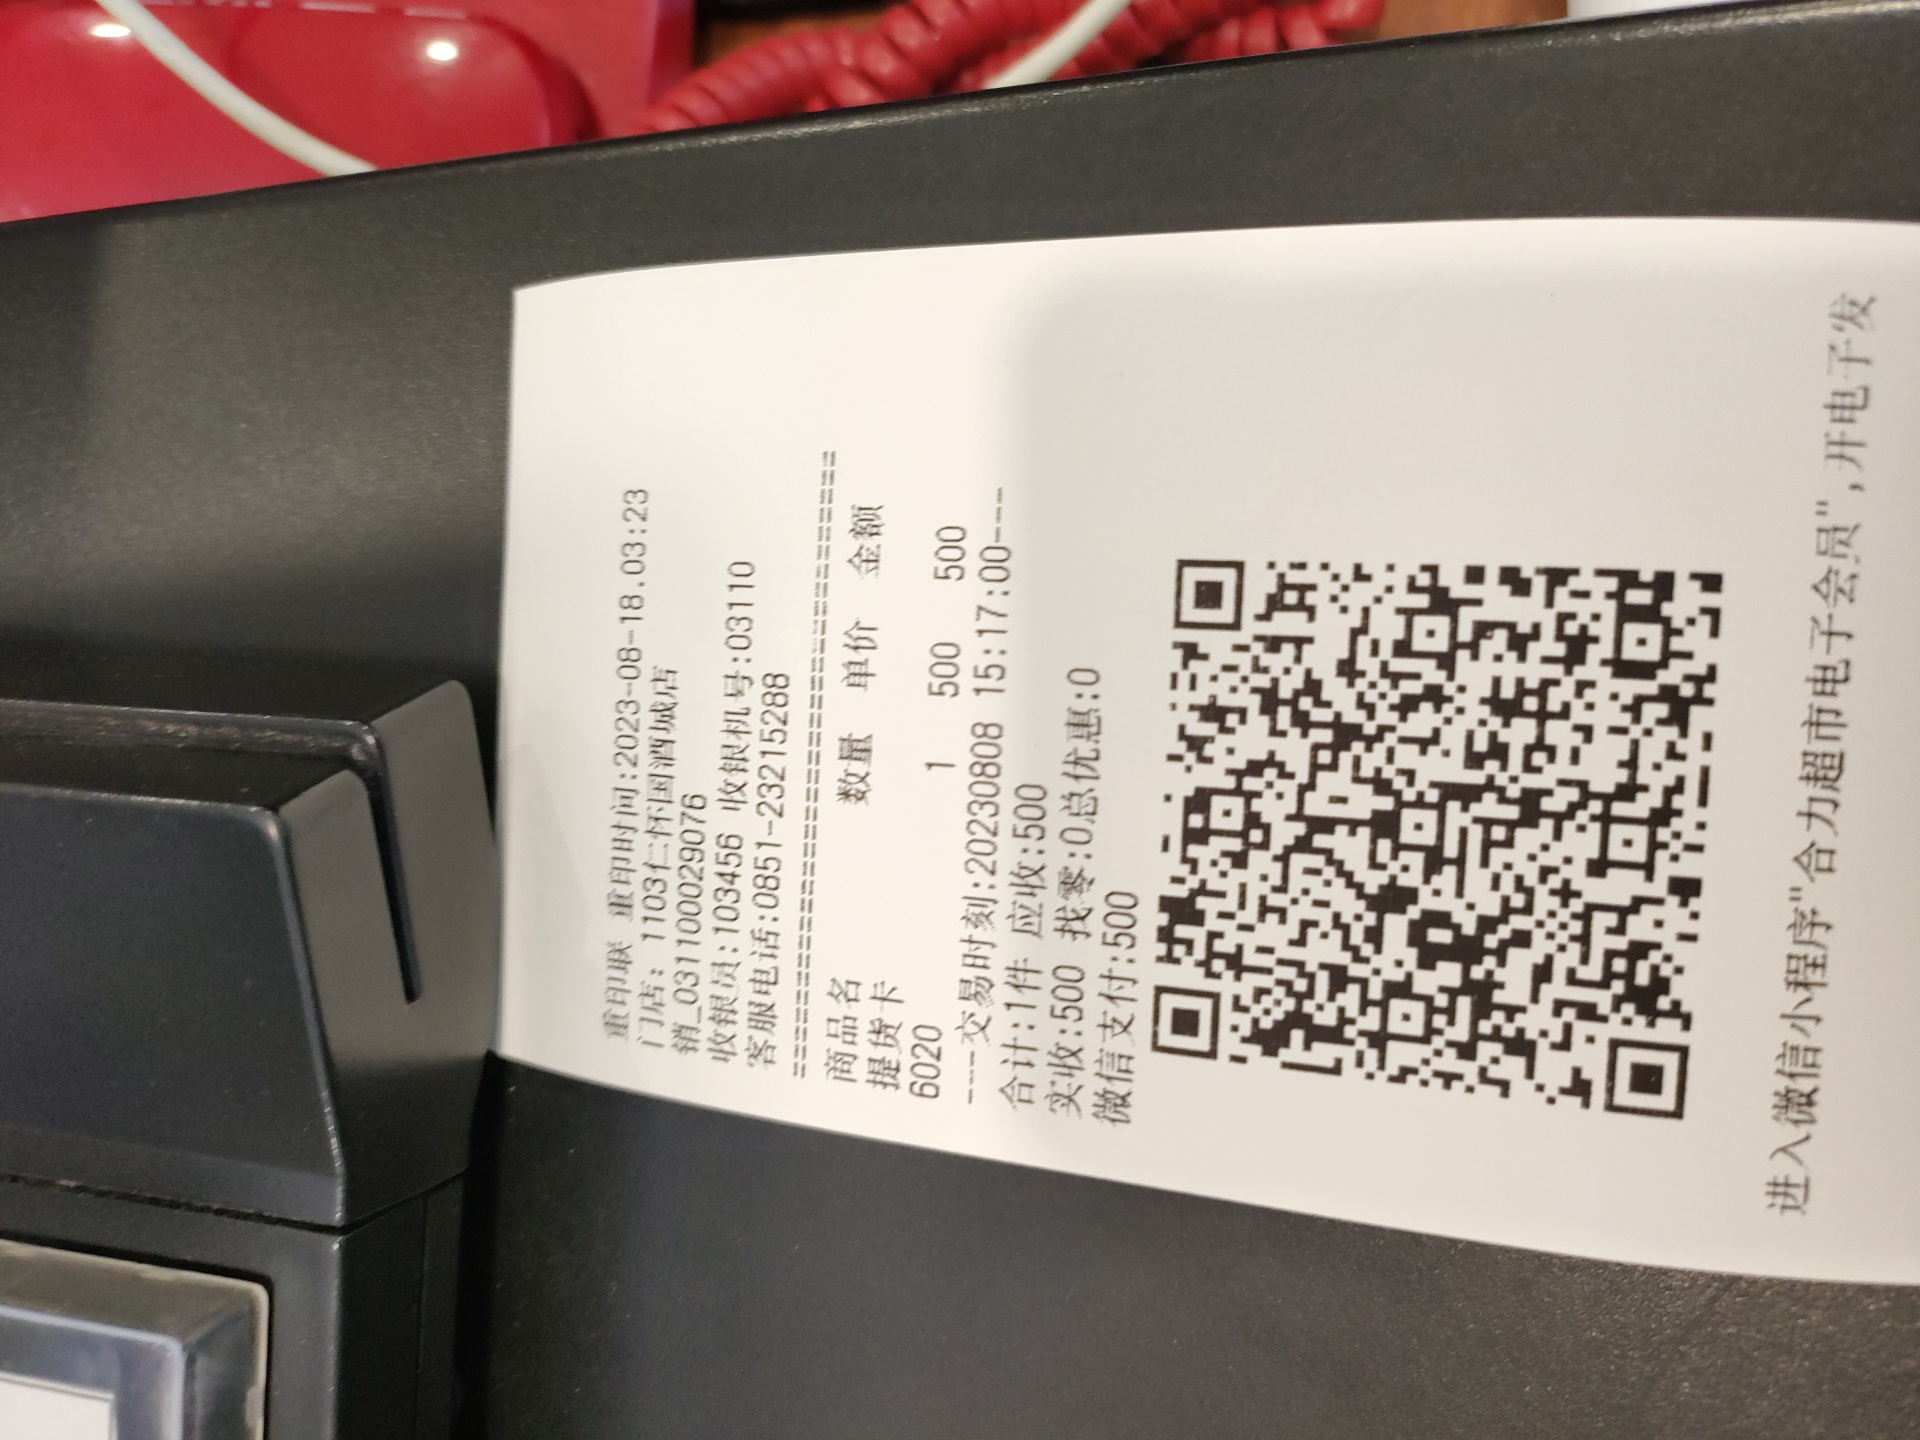 重印联 重印时间:2023-08-18.03:23
门店: 1103仁怀国酒城店
销_0311000029076
收银员:103456 收银机号:03110
客服电话:0851-23215288
商品名 数量 单价 金额
提货卡
6020 1 500 500
----交易时刻:20230808 15:17:00---
合计:1件 应收:500
实收:500 找零:0总优惠:0
微信支付:500
进入微信小程序"合力超市电子会员",开电子发